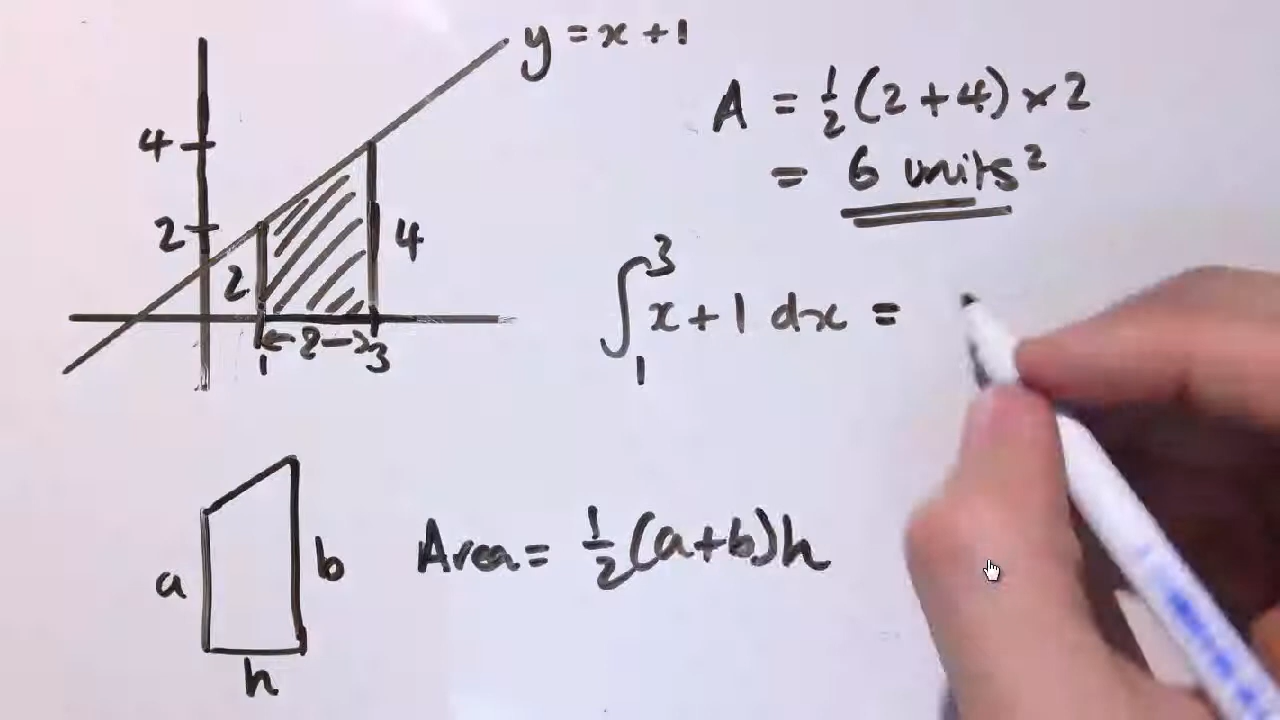 y = x + 1
A = ½(2 + 4) × 2
= 6 units²
4
2
2
4
←2→
1
3
∫₁³ x + 1 dx =
a
b
h
Area = ½(a+b)h